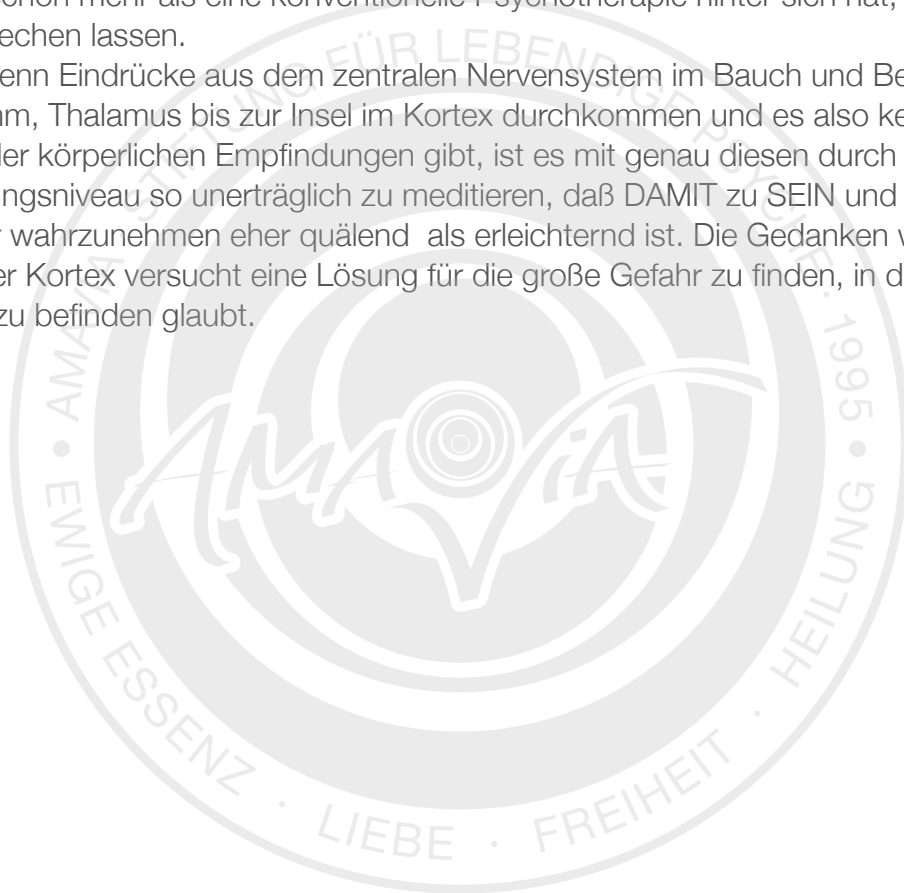 schon mehr als eine konventionelle Psychotherapie hinter sich hat,
echen lassen.
enn Eindrücke aus dem zentralen Nervensystem im Bauch und Be
m, Thalamus bis zur Insel im Kortex durchkommen und es also ke
ler körperlichen Empfindungen gibt, ist es mit genau diesen durch
ngsniveau so unerträglich zu meditieren, daß DAMIT zu SEIN und
r wahrzunehmen eher quälend als erleichternd ist. Die Gedanken
er Kortex versucht eine Lösung für die große Gefahr zu finden, in d
zu befinden glaubt.
AMAVIA STIFTUNG FÜR LEBENDIGE PSYCHE · 1995
AMAViA
EWIGE ESSENZ · LIEBE · FREIHEIT · HEILUNG